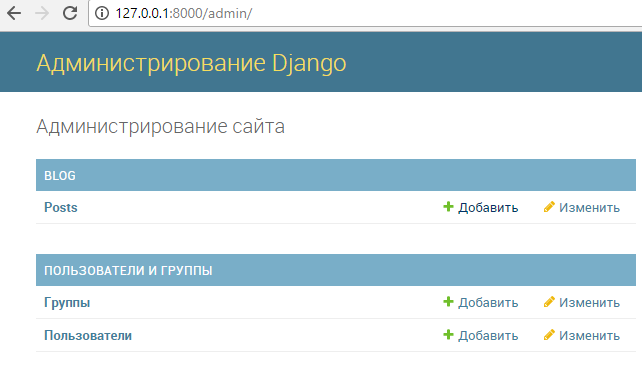 127.0.0.1:8000/admin/
Администрирование Django
Администрирование сайта
BLOG
Posts Добавить Изменить
ПОЛЬЗОВАТЕЛИ И ГРУППЫ
Группы Добавить Изменить
Пользователи Добавить Изменить